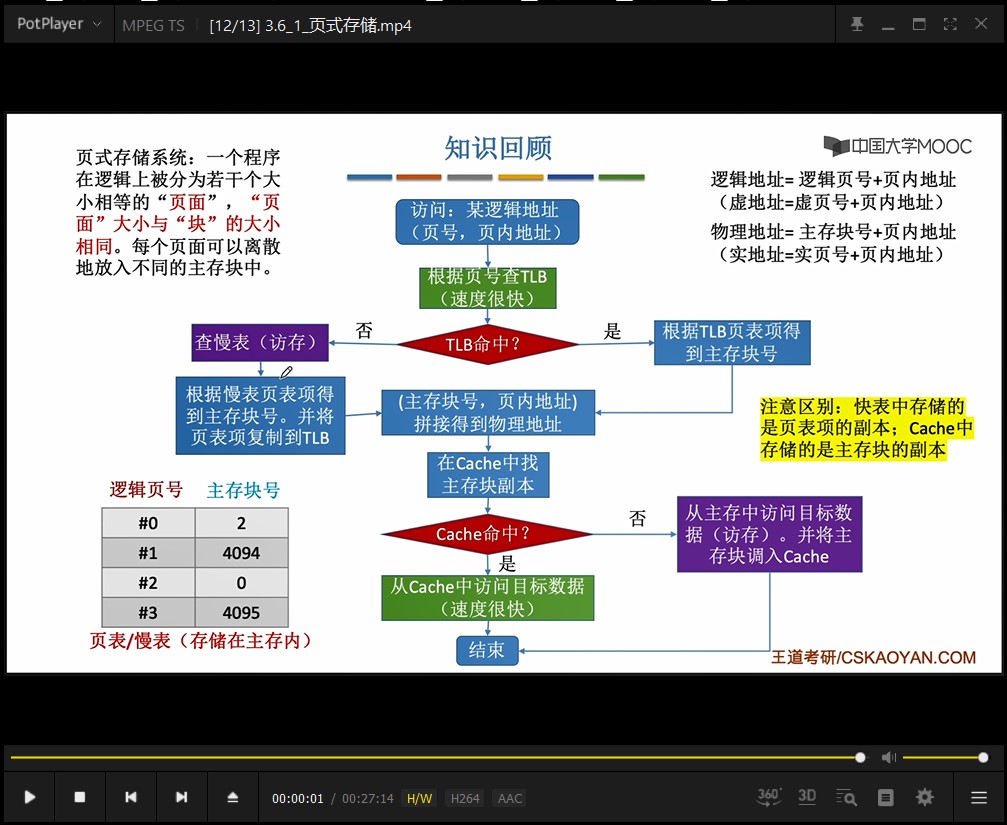 PotPlayer
MPEG TS
[12/13] 3.6_1_页式存储.mp4
知识回顾
中国大学MOOC
页式存储系统：一个程序
在逻辑上被分为若干个大
小相等的“页面”，“页
面”大小与“块”的大小
相同。每个页面可以离散
地放入不同的主存块中。
逻辑地址= 逻辑页号+页内地址
（虚地址=虚页号+页内地址）
物理地址= 主存块号+页内地址
（实地址=实页号+页内地址）
访问：某逻辑地址
（页号，页内地址）
根据页号查TLB
（速度很快）
TLB命中？
否
是
查慢表（访存）
根据TLB页表项得
到主存块号
根据慢表页表项得
到主存块号。并将
页表项复制到TLB
(主存块号，页内地址)
拼接得到物理地址
注意区别：快表中存储的
是页表项的副本；Cache中
存储的是主存块的副本
在Cache中找
主存块副本
Cache命中？
否
是
从主存中访问目标数
据（访存）。并将主
存块调入Cache
从Cache中访问目标数据
（速度很快）
结束
逻辑页号 主存块号
#0 2
#1 4094
#2 0
#3 4095
页表/慢表（存储在主存内）
王道考研/CSKAOYAN.COM
00:00:01 / 00:27:14 H/W H264 AAC
360°
3D